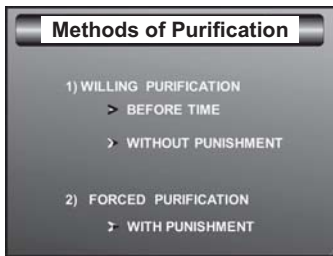 Methods of Purification
1) WILLING PURIFICATION
> BEFORE TIME
> WITHOUT PUNISHMENT
2) FORCED PURIFICATION
> WITH PUNISHMENT